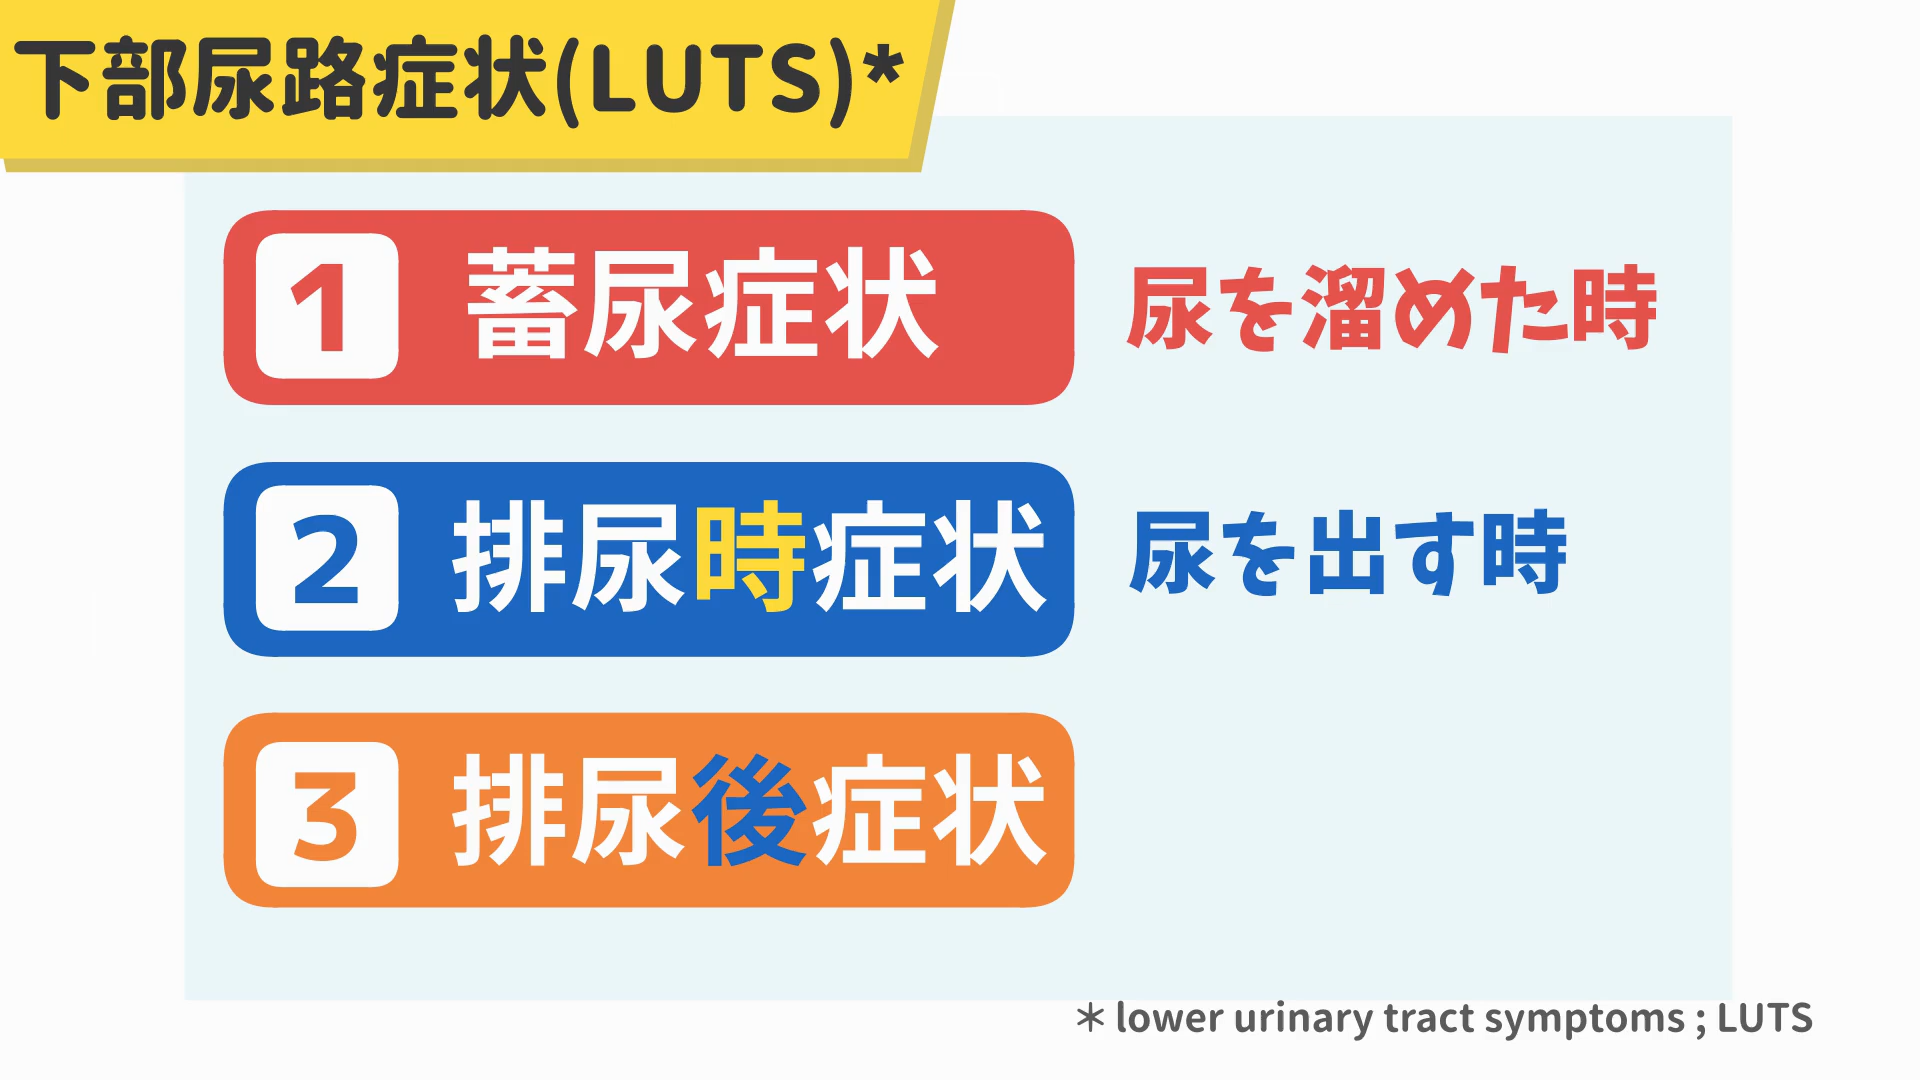 下部尿路症状(LUTS)*
1 蓄尿症状 尿を溜めた時
2 排尿時症状 尿を出す時
3 排尿後症状
＊lower urinary tract symptoms ; LUTS